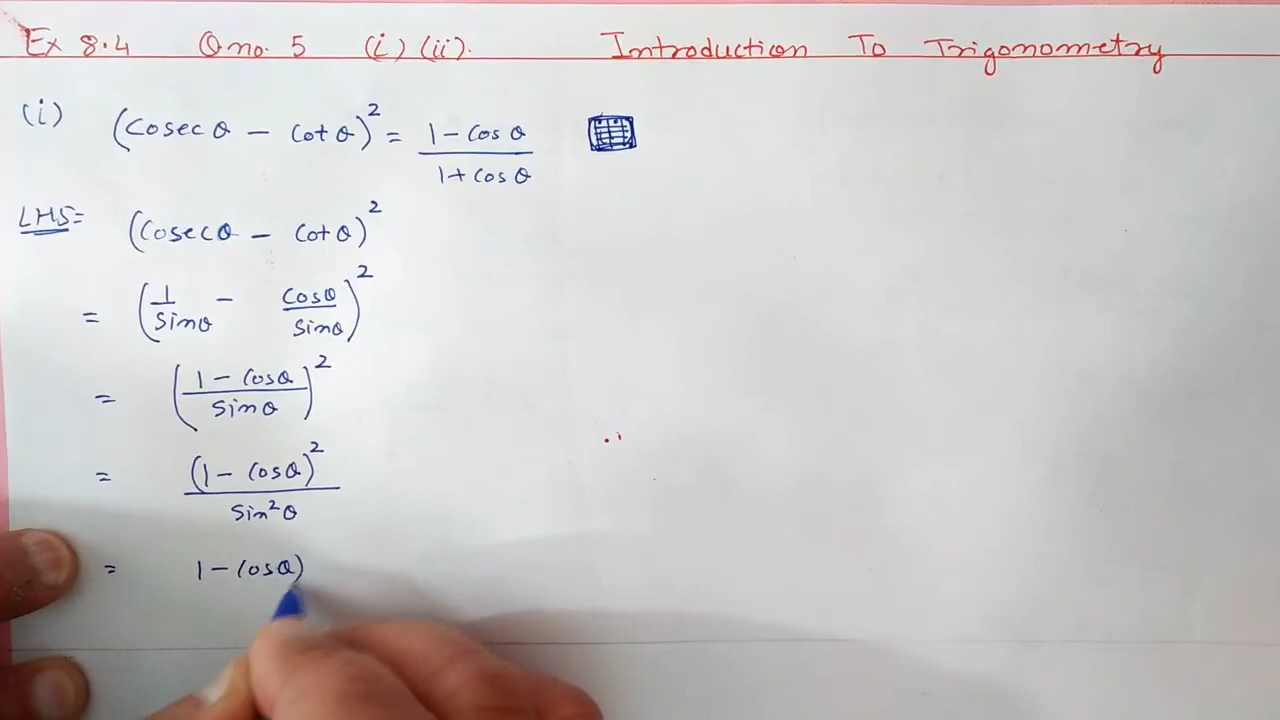 Ex 8.4 Q no. 5 (i) (ii). Introduction To Trigonometry
(i) (Cosec θ - Cot θ)² = 1 - Cos θ / 1 + Cos θ
LHS = (Cosec θ - Cot θ)²
= (1/Sin θ - Cos θ/Sin θ)²
= (1 - Cos θ / Sin θ)²
= (1 - Cos θ)² / Sin² θ
= 1 - Cos θ)